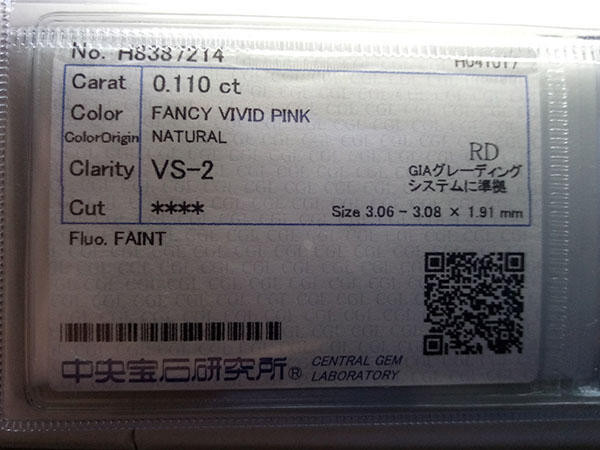 No. H8387214
Carat 0.110 ct
Color FANCY VIVID PINK
ColorOrigin NATURAL
Clarity VS-2
RD
GIAグレーディング
システムに準拠
Cut ****
Size 3.06 - 3.08 × 1.91 mm
Fluo. FAINT
中央宝石研究所® CENTRAL GEM
LABORATORY